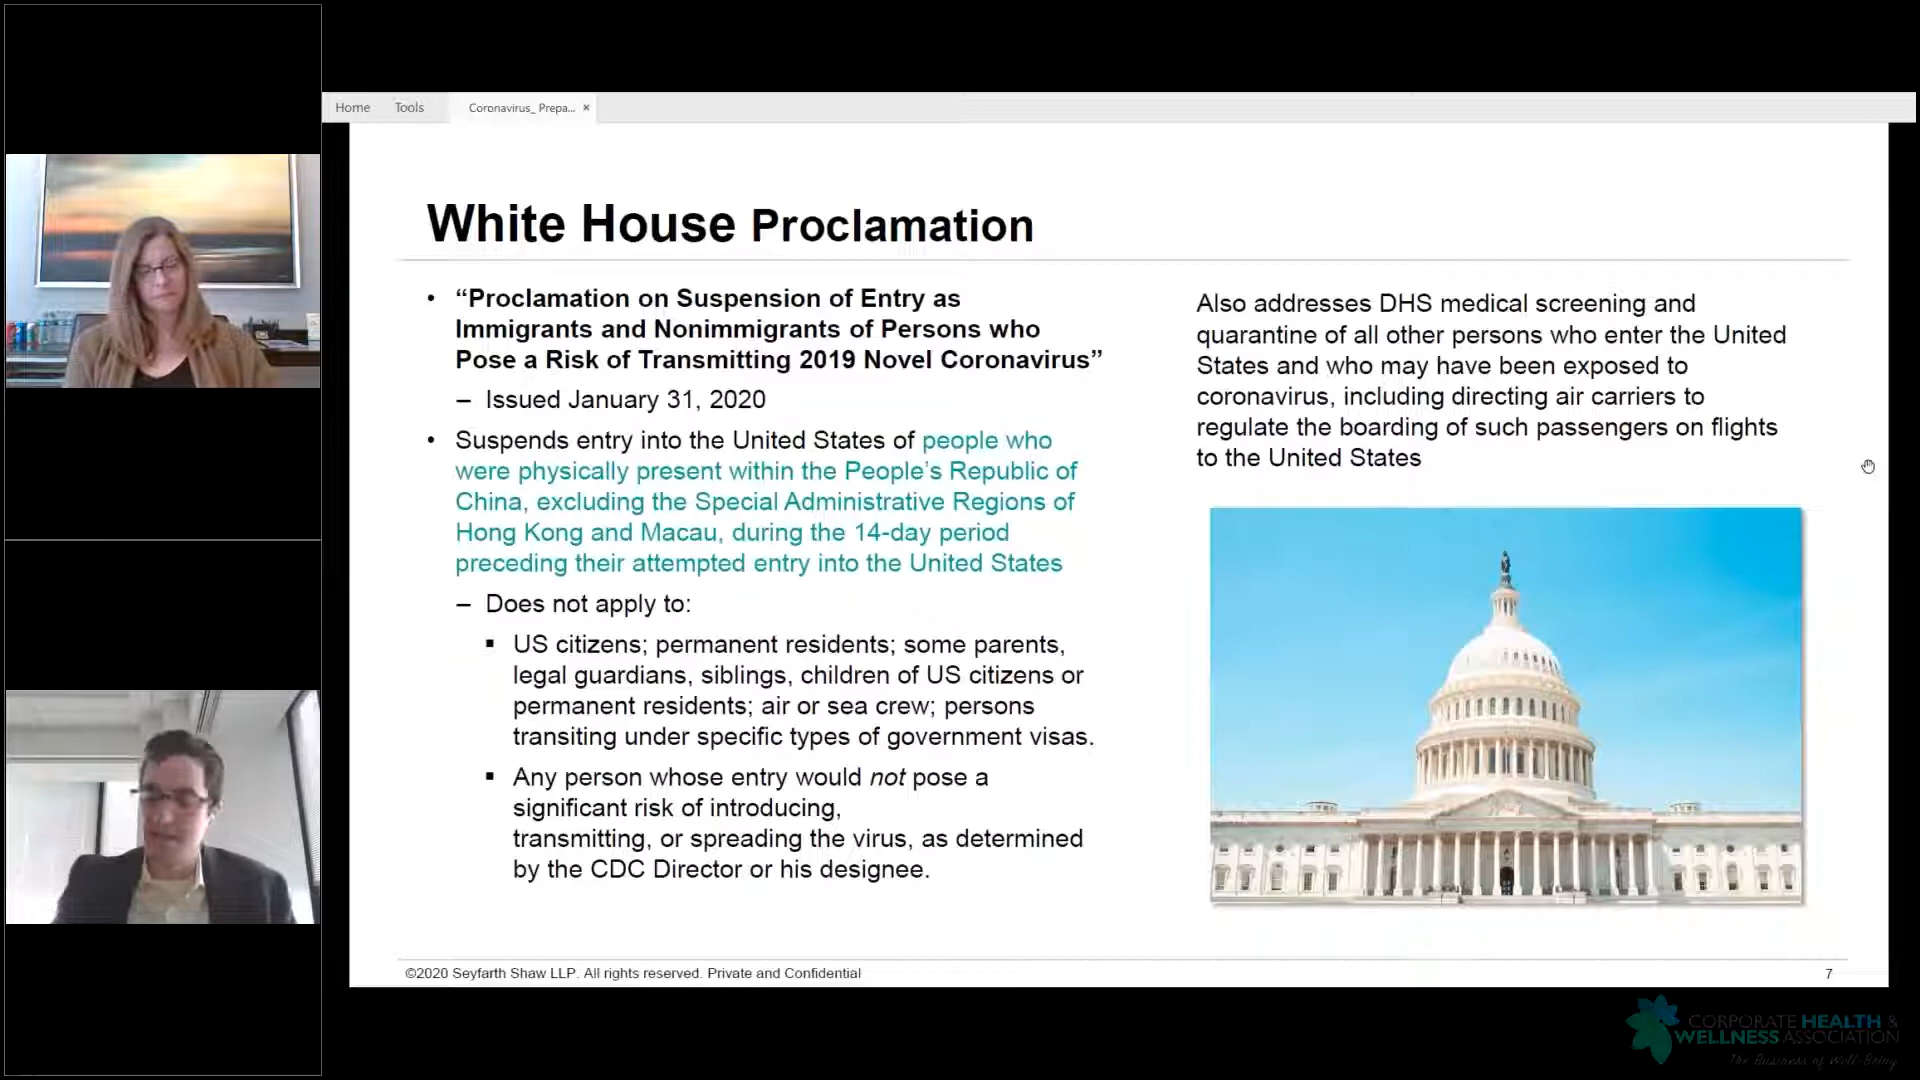 Home Tools Coronavirus_ Prepa... ×
White House Proclamation
• “Proclamation on Suspension of Entry as
Immigrants and Nonimmigrants of Persons who
Pose a Risk of Transmitting 2019 Novel Coronavirus”
– Issued January 31, 2020
• Suspends entry into the United States of people who
were physically present within the People’s Republic of
China, excluding the Special Administrative Regions of
Hong Kong and Macau, during the 14-day period
preceding their attempted entry into the United States
– Does not apply to:
▪ US citizens; permanent residents; some parents,
legal guardians, siblings, children of US citizens or
permanent residents; air or sea crew; persons
transiting under specific types of government visas.
▪ Any person whose entry would not pose a
significant risk of introducing,
transmitting, or spreading the virus, as determined
by the CDC Director or his designee.
Also addresses DHS medical screening and
quarantine of all other persons who enter the United
States and who may have been exposed to
coronavirus, including directing air carriers to
regulate the boarding of such passengers on flights
to the United States
©2020 Seyfarth Shaw LLP. All rights reserved. Private and Confidential
7
CORPORATE HEALTH &
WELLNESS ASSOCIATION
The Business of Well-Being